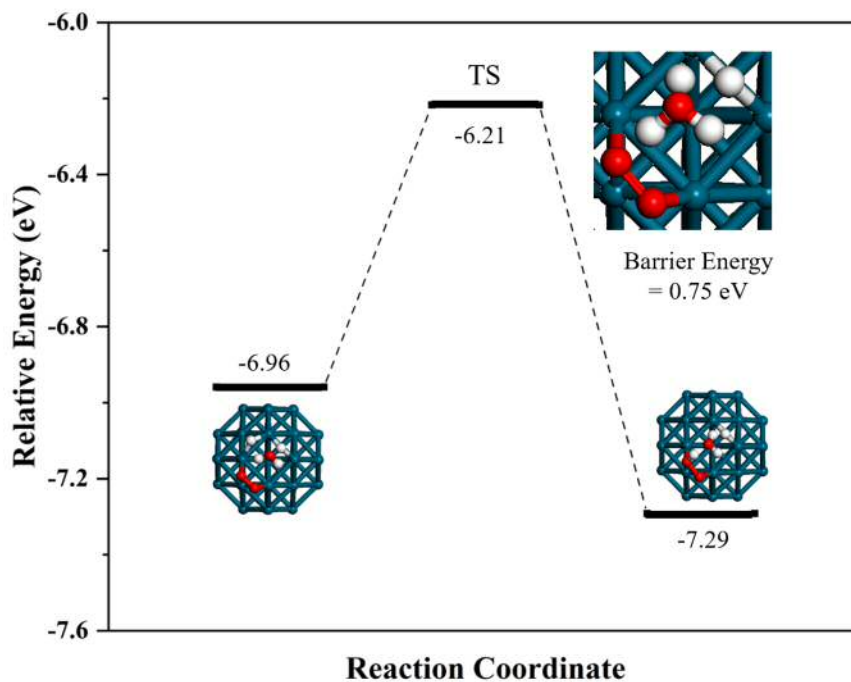 -6.0
TS
-6.21
-6.4
Barrier Energy
= 0.75 eV
-6.8
-6.96
-7.2
-7.29
-7.6
Relative Energy (eV)
Reaction Coordinate